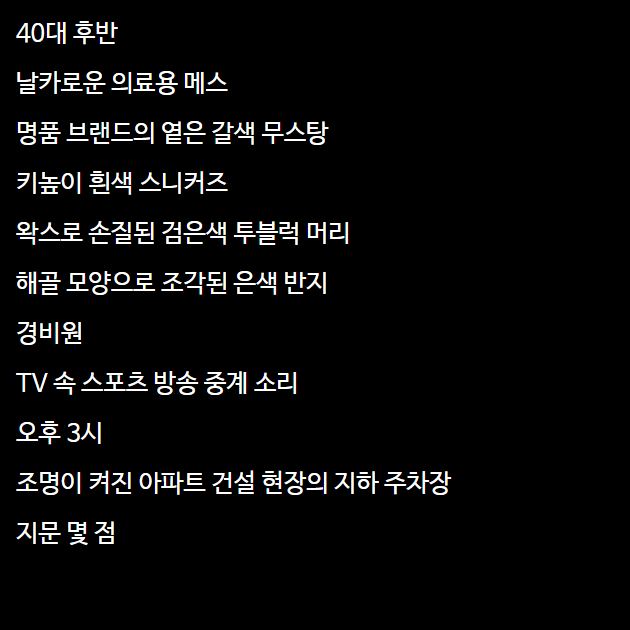 40대 후반
날카로운 의료용 메스
명품 브랜드의 옅은 갈색 무스탕
키높이 흰색 스니커즈
왁스로 손질된 검은색 투블럭 머리
해골 모양으로 조각된 은색 반지
경비원
TV 속 스포츠 방송 중계 소리
오후 3시
조명이 켜진 아파트 건설 현장의 지하 주차장
지문 몇 점